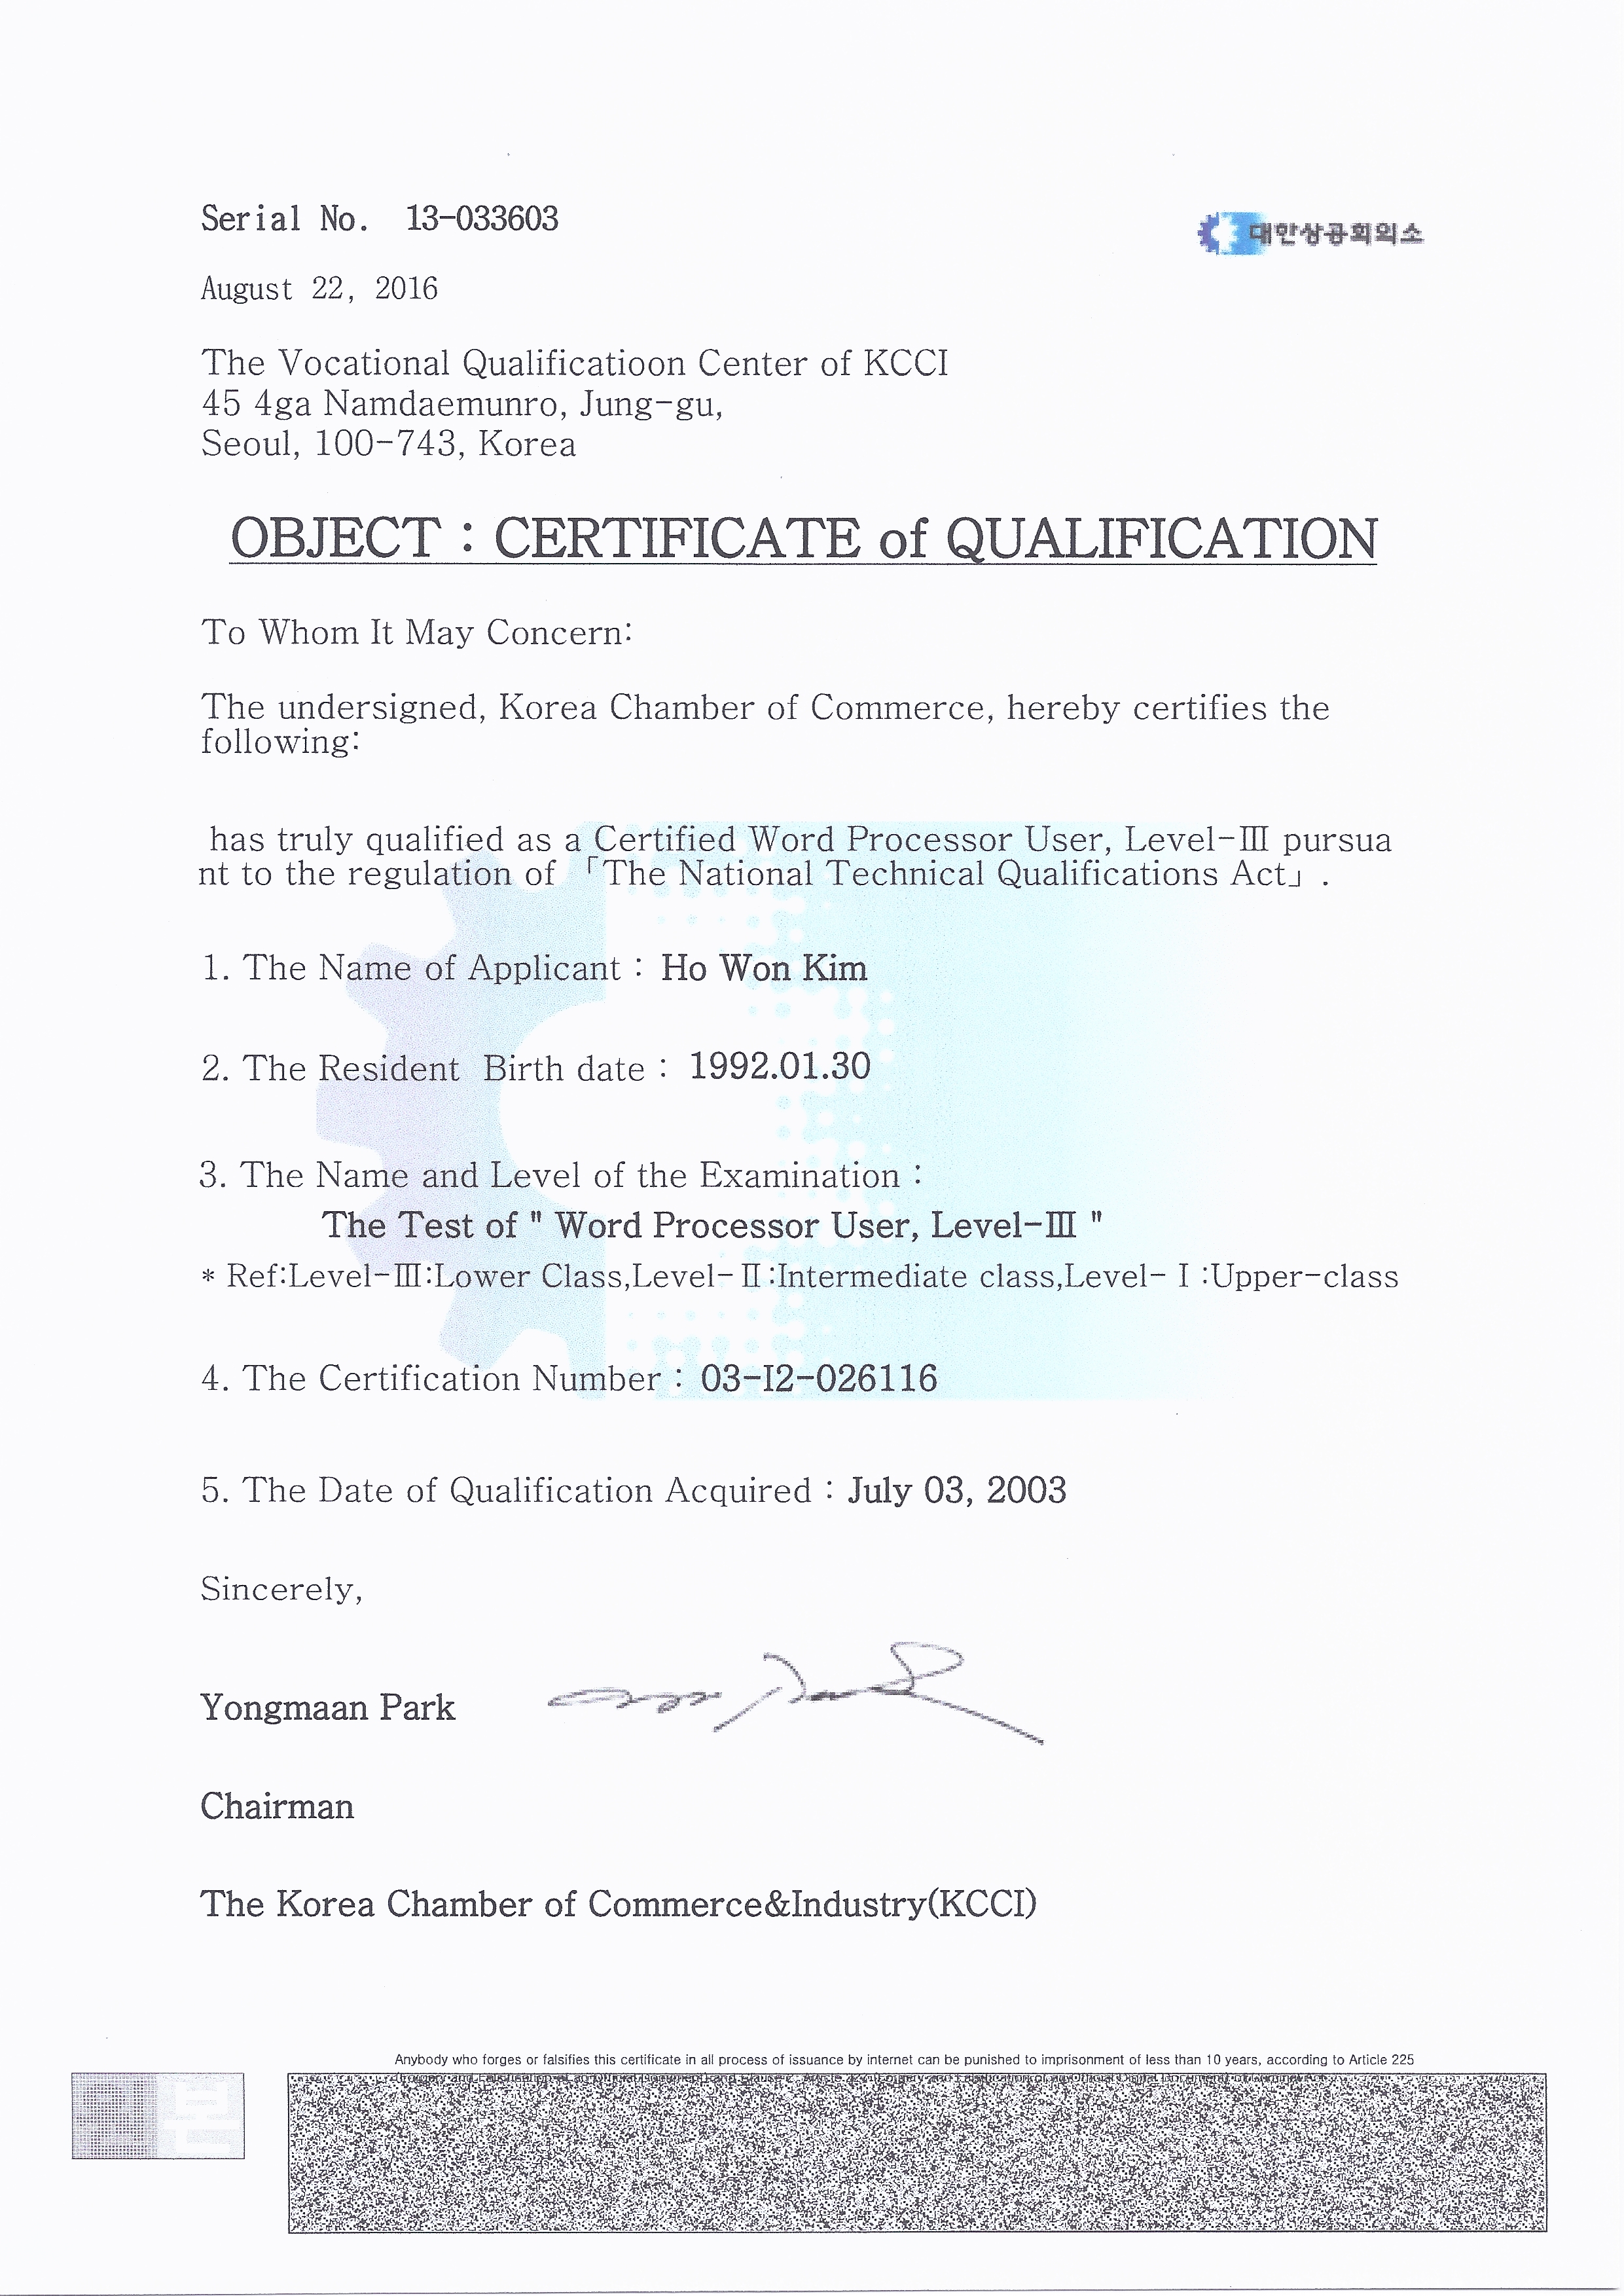 Serial No. 13-033603
대한상공회의소
August 22, 2016
The Vocational Qualificatioon Center of KCCI
45 4ga Namdaemunro, Jung-gu,
Seoul, 100-743, Korea
OBJECT : CERTIFICATE of QUALIFICATION
To Whom It May Concern:
The undersigned, Korea Chamber of Commerce, hereby certifies the
following:
has truly qualified as a Certified Word Processor User, Level-Ⅲ pursua
nt to the regulation of 「The National Technical Qualifications Act」 .
1. The Name of Applicant : Ho Won Kim
2. The Resident Birth date : 1992.01.30
3. The Name and Level of the Examination :
The Test of " Word Processor User, Level-Ⅲ "
* Ref:Level-Ⅲ:Lower Class,Level-Ⅱ:Intermediate class,Level-Ⅰ:Upper-class
4. The Certification Number : 03-I2-026116
5. The Date of Qualification Acquired : July 03, 2003
Sincerely,
Yongmaan Park
Chairman
The Korea Chamber of Commerce&Industry(KCCI)
Anybody who forges or falsifies this certificate in all process of issuance by internet can be punished to imprisonment of less than 10 years, according to Article 225
본